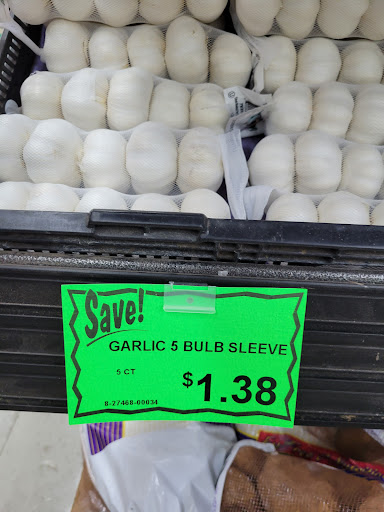 Save!
GARLIC 5 BULB SLEEVE
5 CT
$1.38
8-27468-00034